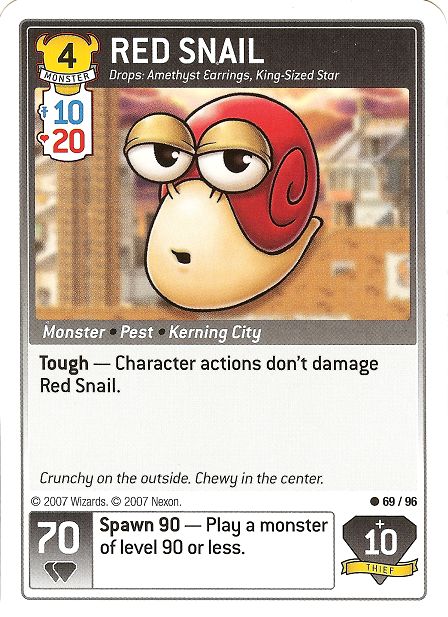 4
MONSTER
RED SNAIL
Drops: Amethyst Earrings, King-Sized Star
10
20
Monster • Pest • Kerning City
Tough — Character actions don't damage
Red Snail.
Crunchy on the outside. Chewy in the center.
© 2007 Wizards. © 2007 Nexon.
● 69 / 96
70
Spawn 90 — Play a monster
of level 90 or less.
+
10
THIEF